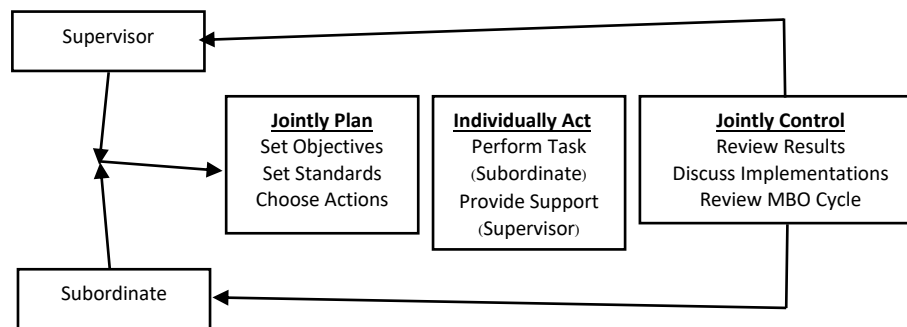 Supervisor
Jointly Plan
Set Objectives
Set Standards
Choose Actions
Individually Act
Perform Task
(Subordinate)
Provide Support
(Supervisor)
Jointly Control
Review Results
Discuss Implementations
Review MBO Cycle
Subordinate